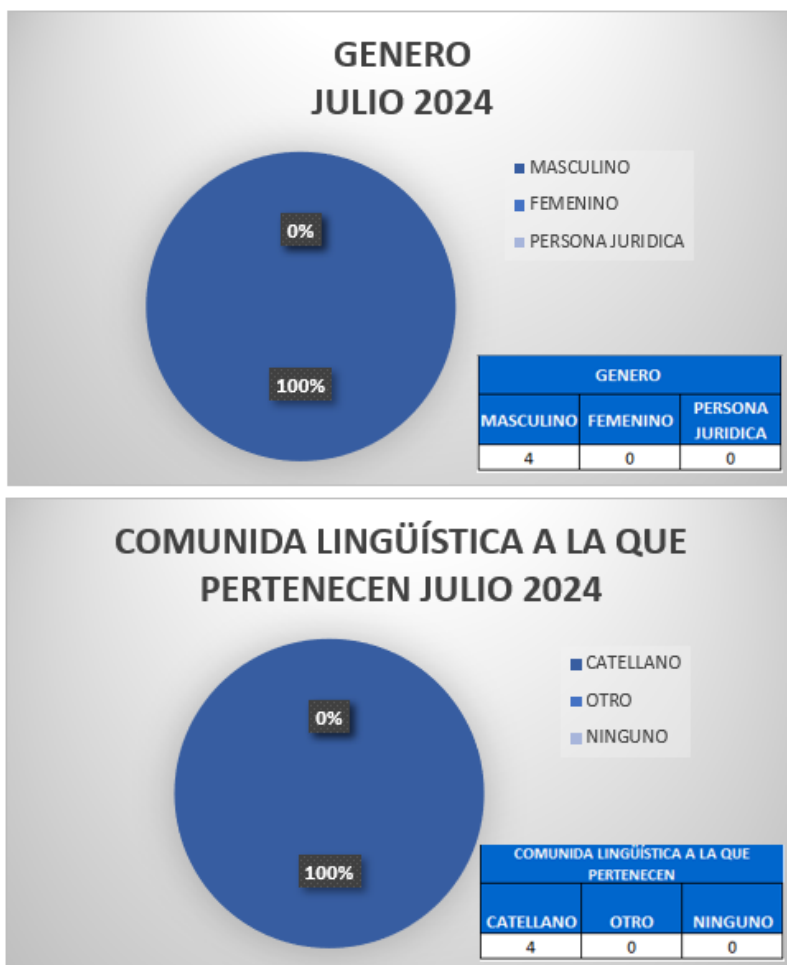 GENERO
JULIO 2024
MASCULINO
FEMENINO
PERSONA JURIDICA
0%
100%
GENERO
MASCULINO FEMENINO PERSONA JURIDICA
4 0 0
COMUNIDA LINGÜÍSTICA A LA QUE
PERTENECEN JULIO 2024
CATELLANO
OTRO
NINGUNO
0%
100%
COMUNIDA LINGÜÍSTICA A LA QUE
PERTENECEN
CATELLANO OTRO NINGUNO
4 0 0